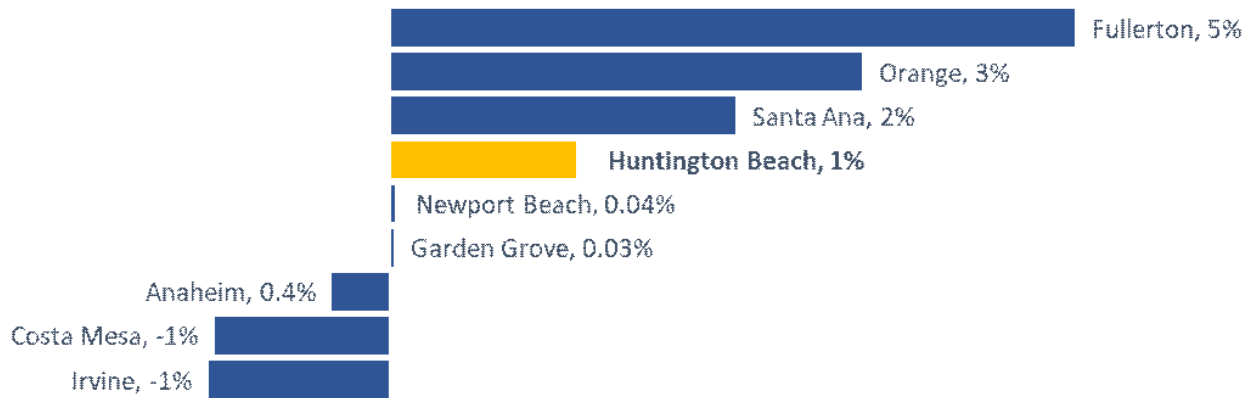 Fullerton, 5%
Orange, 3%
Santa Ana, 2%
Huntington Beach, 1%
Newport Beach, 0.04%
Garden Grove, 0.03%
Anaheim, 0.4%
Costa Mesa, -1%
Irvine, -1%